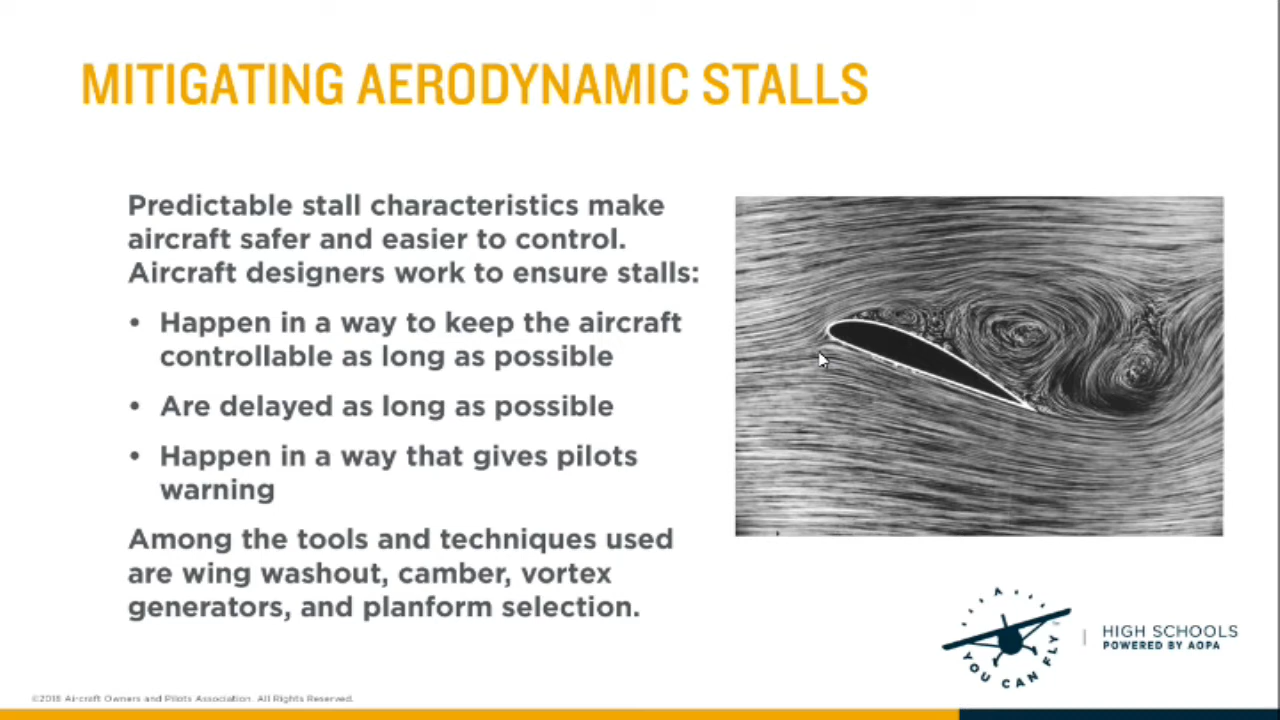 MITIGATING AERODYNAMIC STALLS
Predictable stall characteristics make
aircraft safer and easier to control.
Aircraft designers work to ensure stalls:
• Happen in a way to keep the aircraft
controllable as long as possible
• Are delayed as long as possible
• Happen in a way that gives pilots
warning
Among the tools and techniques used
are wing washout, camber, vortex
generators, and planform selection.
YOU CAN FLY
HIGH SCHOOLS
POWERED BY AOPA
©2018 Aircraft Owners and Pilots Association. All Rights Reserved.